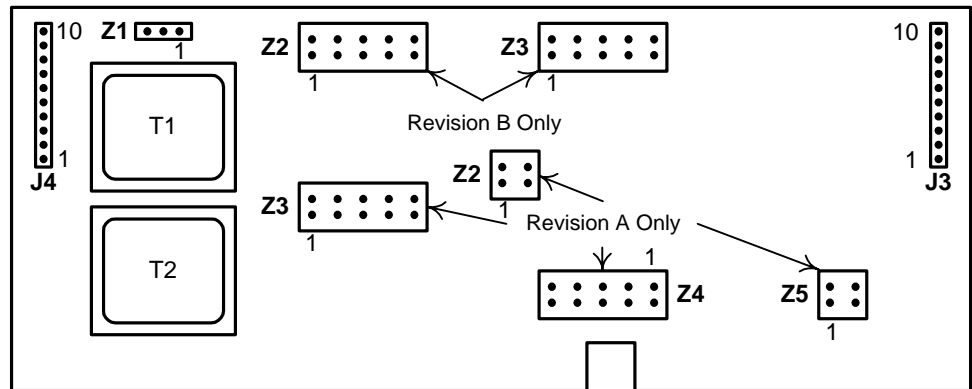 10 Z1 Z2 Z3 10
1 1 1
T1 Revision B Only
1 Z2 1
J4 J3
Z3 1
1 Revision A Only
T2 1
Z4 Z5
1